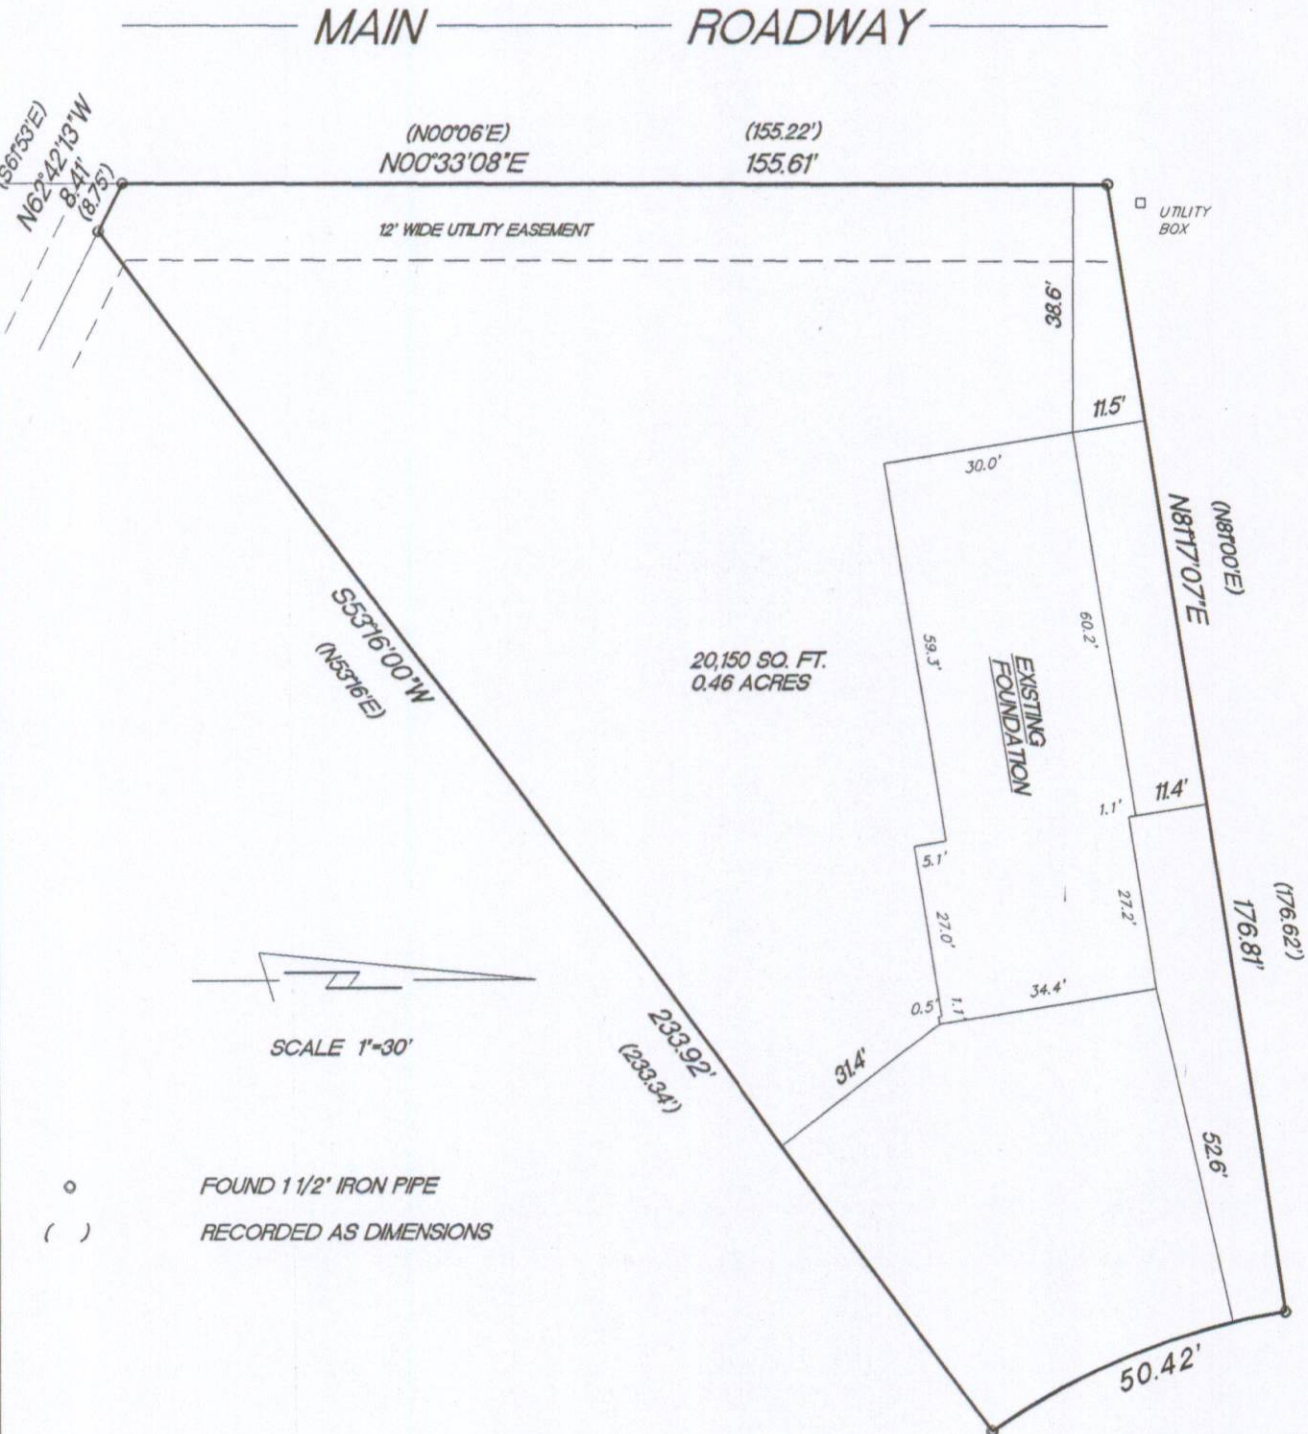 MAIN ROADWAY
(S61°53'E)
N62°42'13"W
8.41'
(8.75')
(N00°06'E)
N00°33'08"E
(155.22')
155.61'
12' WIDE UTILITY EASEMENT
UTILITY
BOX
38.9'
11.5'
30.0'
(N81°00'E)
N81°17'07"E
S53°16'00"W
(N53°16'E)
59.3'
60.2'
20,150 SQ. FT.
0.46 ACRES
EXISTING
FOUNDATION
1.1'
11.4'
5.1'
27.0'
27.2'
(176.62')
176.81'
0.5'
1.1'
34.4'
SCALE 1"=30'
233.92'
(233.34')
31.4'
52.6'
FOUND 1 1/2" IRON PIPE
( ) RECORDED AS DIMENSIONS
50.42'